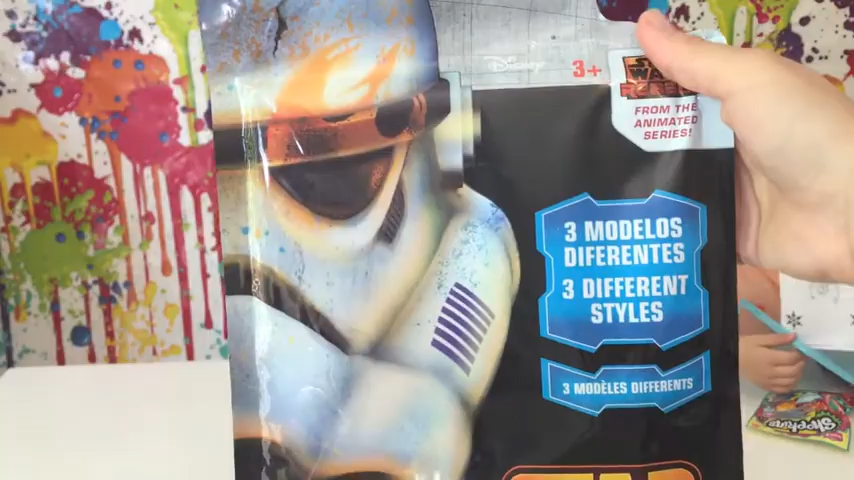 Disney
3+
STAR
WARS
REBELS
FROM THE
ANIMATED
SERIES!
3 MODELOS
DIFERENTES
3 DIFFERENT
STYLES
3 MODÈLES DIFFERENTS
STAR
Shopkins